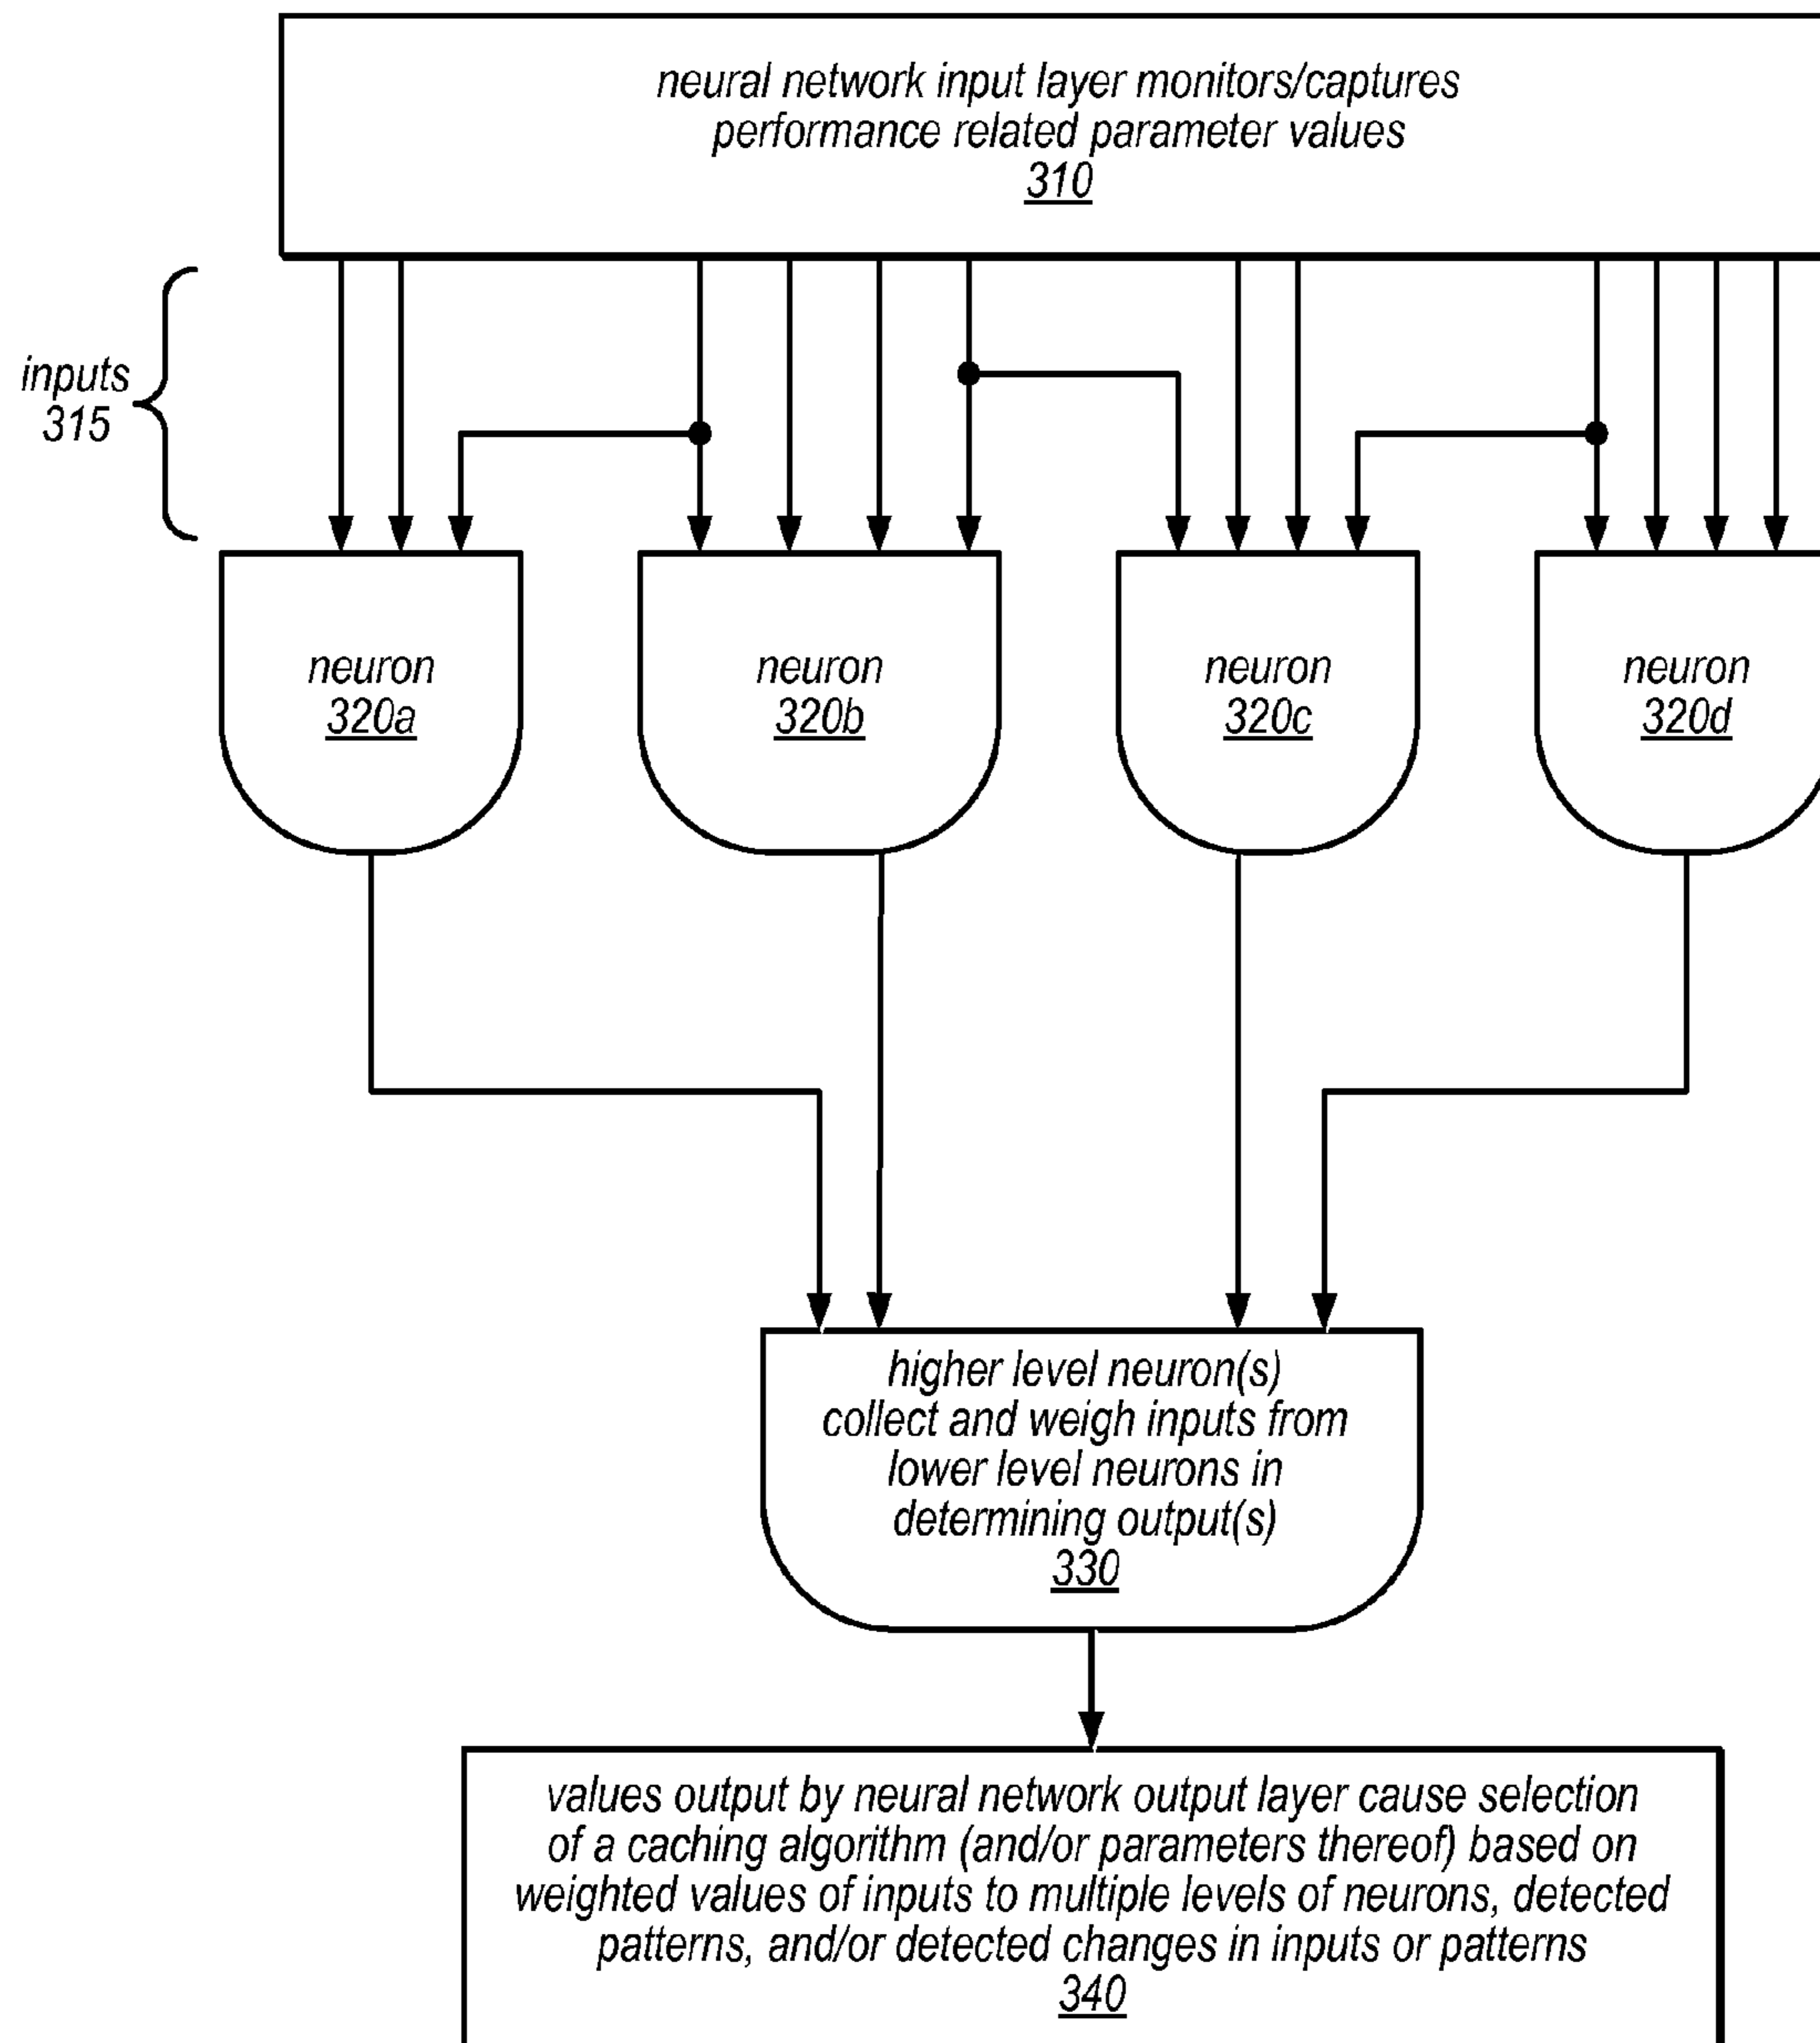 neural network input layer monitors/captures
performance related parameter values
310
inputs
315
neuron
320a
neuron
320b
neuron
320c
neuron
320d
higher level neuron(s)
collect and weigh inputs from
lower level neurons in
determining output(s)
330
values output by neural network output layer cause selection
of a caching algorithm (and/or parameters thereof) based on
weighted values of inputs to multiple levels of neurons, detected
patterns, and/or detected changes in inputs or patterns
340